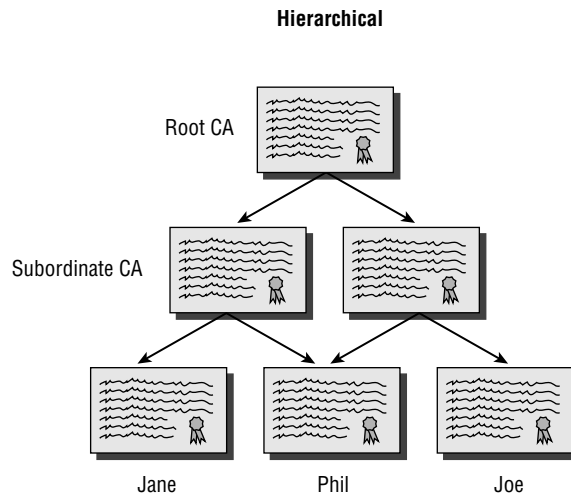 Hierarchical
Root CA
Subordinate CA
Jane
Phil
Joe